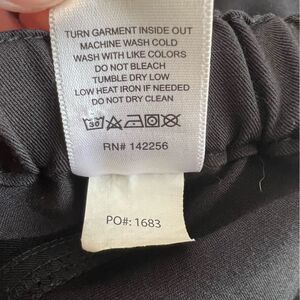 TURN GARMENT INSIDE OUT
MACHINE WASH COLD
WASH WITH LIKE COLORS
DO NOT BLEACH
TUMBLE DRY LOW
LOW HEAT IRON IF NEEDED
DO NOT DRY CLEAN
30
RN# 142256
PO#: 1683